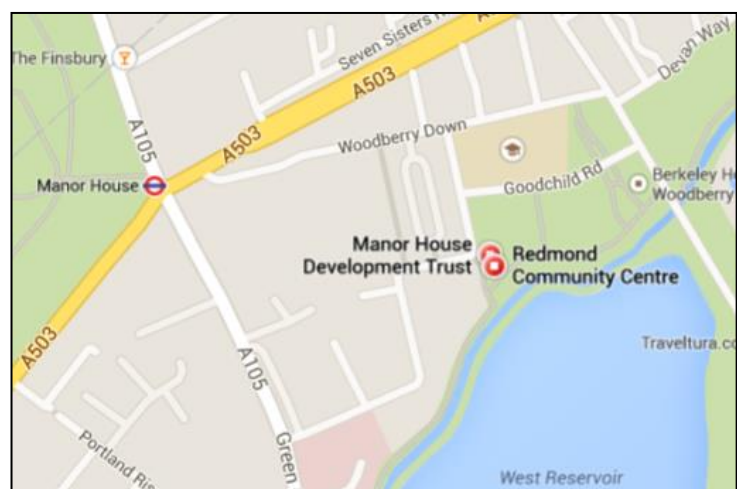 The Finsbury
Seven Sisters
Devan Way
A503
A105
A503
Woodberry Down
Goodchild Rd
Manor House
Berkeley
Woodberry
Manor House
Development Trust
Redmond
Community Centre
A503
A105
Traveltura.co
Portland
Green
West Reservoir